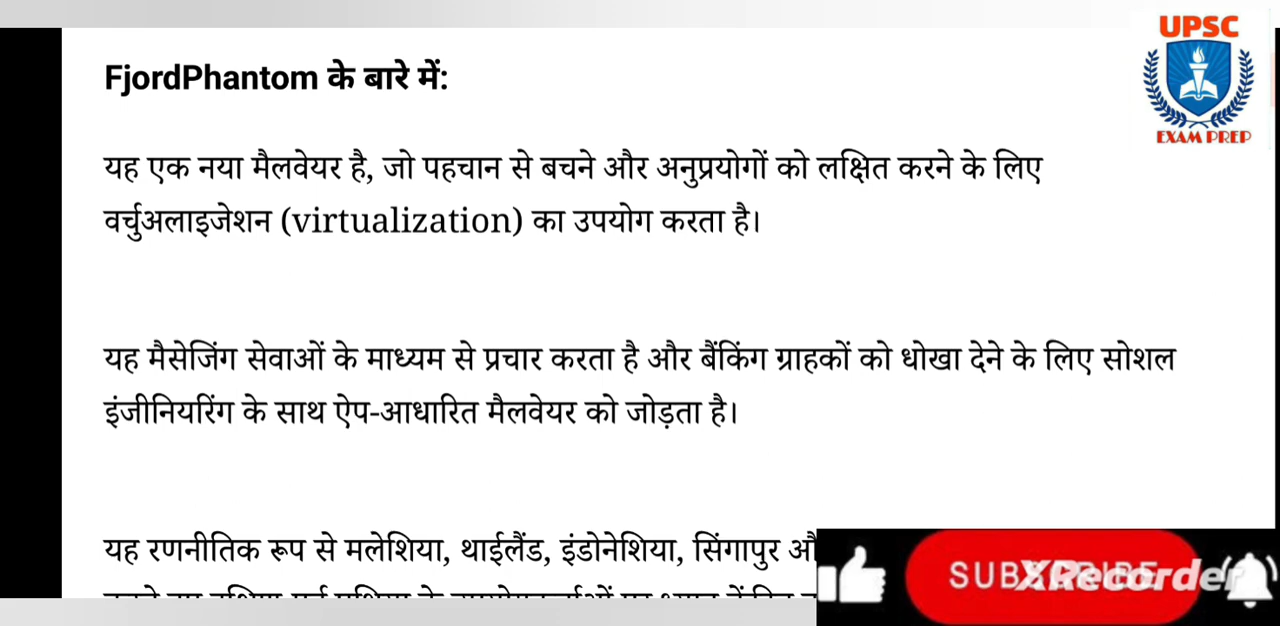 UPSC
EXAM PREP
FjordPhantom के बारे में:
यह एक नया मैलवेयर है, जो पहचान से बचने और अनुप्रयोगों को लक्षित करने के लिए
वर्चुअलाइजेशन (virtualization) का उपयोग करता है।
यह मैसेजिंग सेवाओं के माध्यम से प्रचार करता है और बैंकिंग ग्राहकों को धोखा देने के लिए सोशल
इंजीनियरिंग के साथ ऐप-आधारित मैलवेयर को जोड़ता है।
यह रणनीतिक रूप से मलेशिया, थाईलैंड, इंडोनेशिया, सिंगापुर
SUBSCRIBE
XRecorder